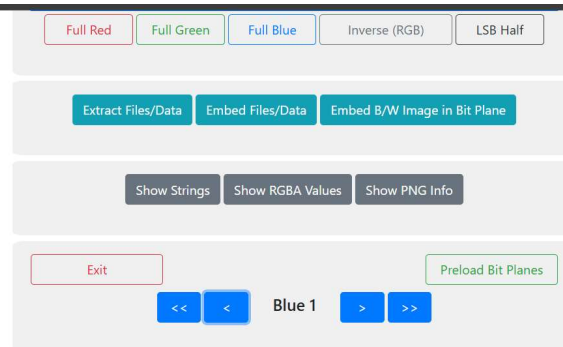 Full Red Full Green Full Blue Inverse (RGB) LSB Half
Extract Files/Data Embed Files/Data Embed B/W Image in Bit Plane
Show Strings Show RGBA Values Show PNG Info
Exit Preload Bit Planes
<< < Blue 1 > >>